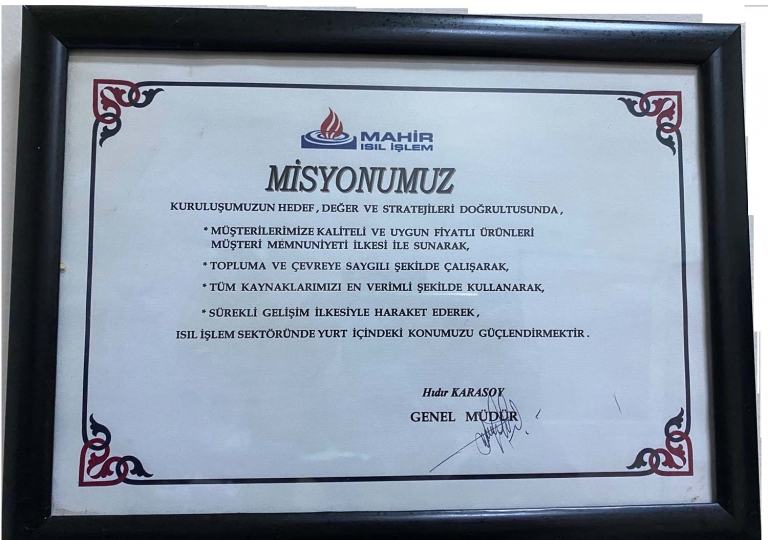 MAHİR
ISIL İŞLEM
MİSYONUMUZ
KURULUŞUMUZUN HEDEF, DEĞER VE STRATEJİLERİ DOĞRULTUSUNDA,
* MÜŞTERİLERİMİZE KALİTELİ VE UYGUN FİYATLI ÜRÜNLERİ
MÜŞTERİ MEMNUNİYETİ İLKESİ İLE SUNARAK,
* TOPLUMA VE ÇEVREYE SAYGILI ŞEKİLDE ÇALIŞARAK,
* TÜM KAYNAKLARIMIZI EN VERİMLİ ŞEKİLDE KULLANARAK,
* SÜREKLİ GELİŞİM İLKESİYLE HARAKET EDEREK,
ISIL İŞLEM SEKTÖRÜNDE YURT İÇİNDEKİ KONUMUZU GÜÇLENDİRMEKTİR.
Hıdır KARASOY
GENEL MÜDÜR